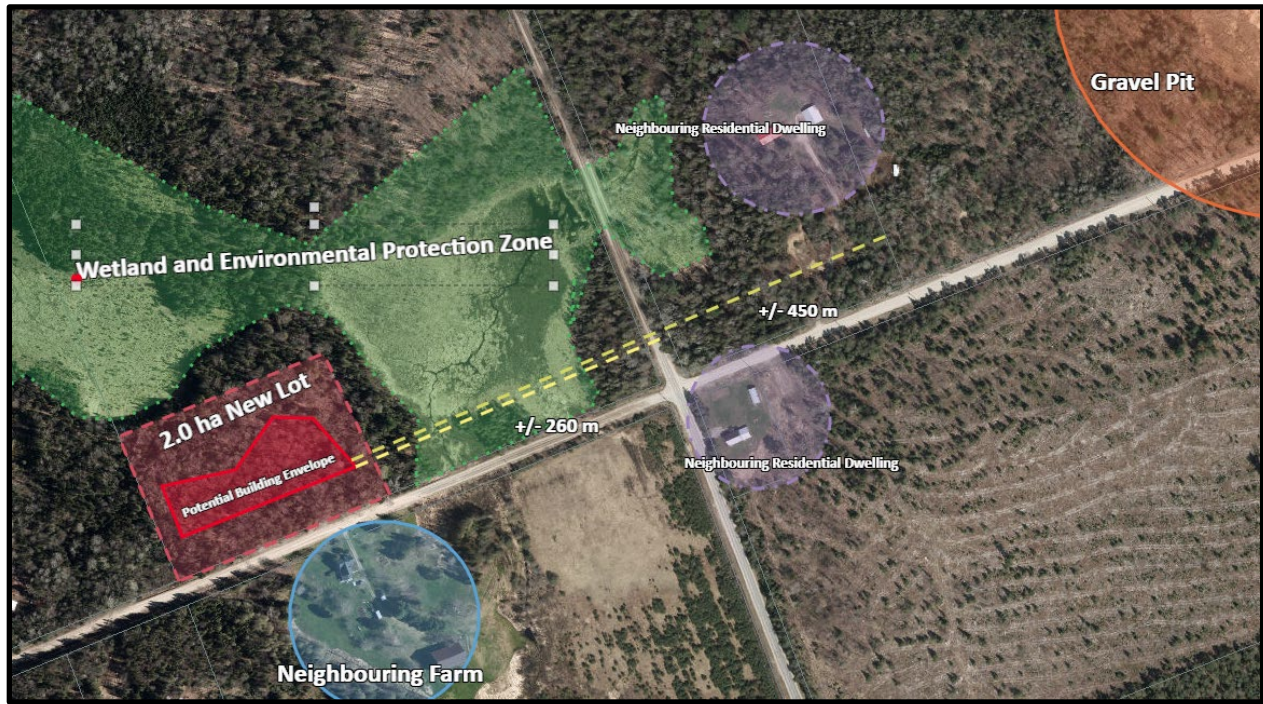 Gravel Pit
Neighbouring Residential Dwelling
Wetland and Environmental Protection Zone
+/- 450 m
2.0 ha New Lot
+/- 260 m
Potential Building Envelope
Neighbouring Residential Dwelling
Neighbouring Farm